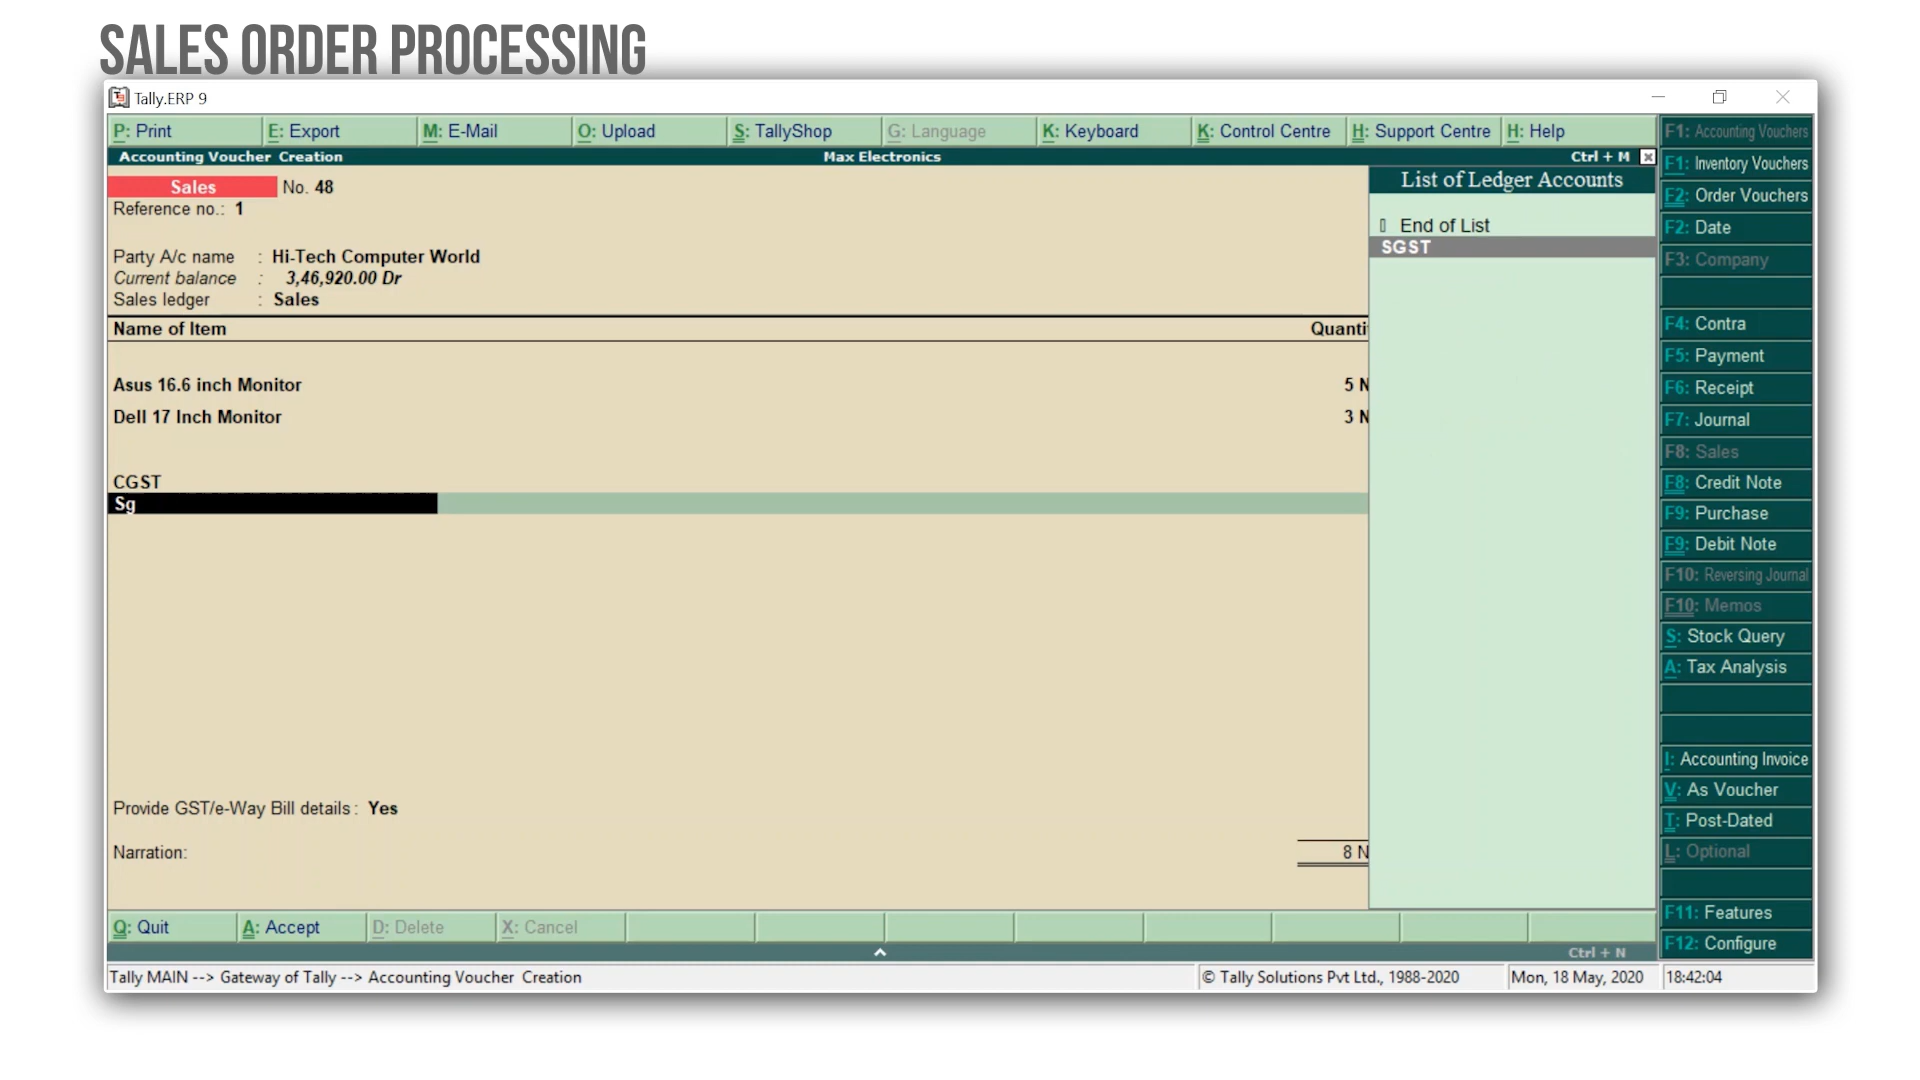 SALES ORDER PROCESSING
Tally.ERP 9
P: Print E: Export M: E-Mail O: Upload S: TallyShop G: Language K: Keyboard K: Control Centre H: Support Centre H: Help
Accounting Voucher Creation Max Electronics Ctrl + M
Sales No. 48
Reference no.: 1
Party A/c name : Hi-Tech Computer World
Current balance : 3,46,920.00 Dr
Sales ledger : Sales
Name of Item Quanti
Asus 16.6 inch Monitor 5 N
Dell 17 Inch Monitor 3 N
CGST
Sg
Provide GST/e-Way Bill details : Yes
Narration: 8 N
List of Ledger Accounts
End of List
SGST
F1: Accounting Vouchers
F1: Inventory Vouchers
F2: Order Vouchers
F2: Date
F3: Company
F4: Contra
F5: Payment
F6: Receipt
F7: Journal
F8: Sales
F8: Credit Note
F9: Purchase
F9: Debit Note
F10: Reversing Journal
F10: Memos
S: Stock Query
A: Tax Analysis
I: Accounting Invoice
V: As Voucher
T: Post-Dated
L: Optional
F11: Features
F12: Configure
Q: Quit A: Accept D: Delete X: Cancel
Ctrl + N
Tally MAIN --> Gateway of Tally --> Accounting Voucher Creation © Tally Solutions Pvt Ltd., 1988-2020 Mon, 18 May, 2020 18:42:04